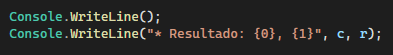 Console.WriteLine();
Console.WriteLine("* Resultado: {0}, {1}", c, r);